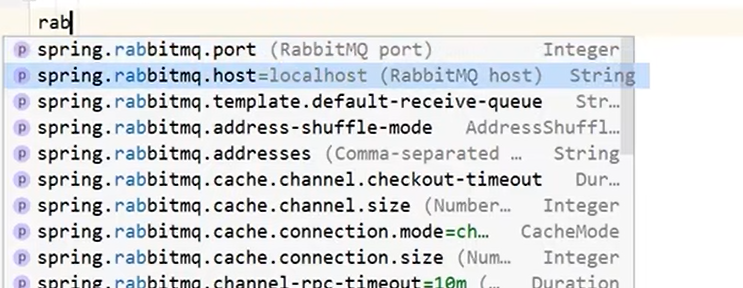 rab
p spring.rabbitmq.port (RabbitMQ port) Integer
p spring.rabbitmq.host=localhost (RabbitMQ host) String
p spring.rabbitmq.template.default-receive-queue Str…
p spring.rabbitmq.address-shuffle-mode AddressShuffl…
p spring.rabbitmq.addresses (Comma-separated … String
p spring.rabbitmq.cache.channel.checkout-timeout Dur…
p spring.rabbitmq.cache.channel.size (Number… Integer
p spring.rabbitmq.cache.connection.mode=ch… CacheMode
p spring.rabbitmq.cache.connection.size (Num… Integer
p spring.rabbitmq.channel-rpc-timeout=10m (… Duration